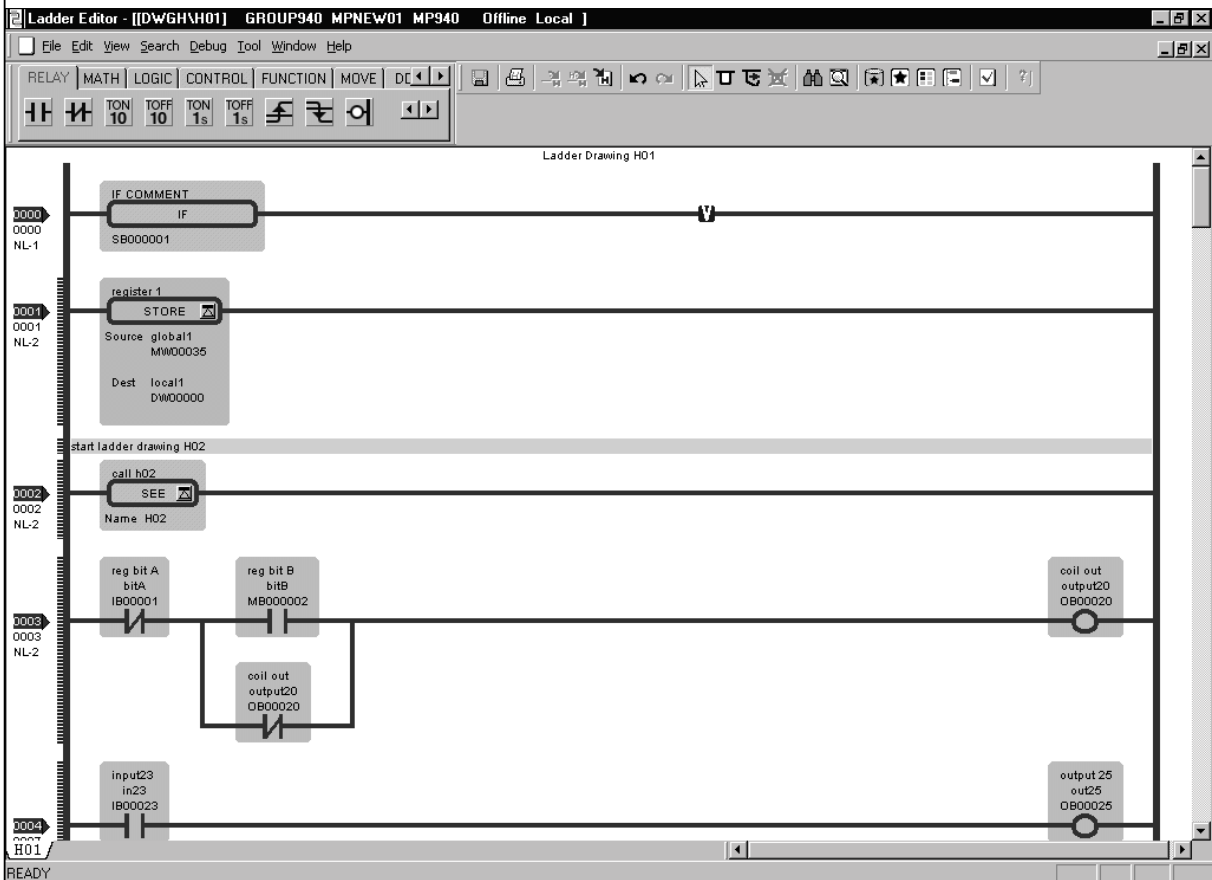 Ladder Editor - [[DWGH\H01]   GROUP940  MPNEW01  MP940    Offline  Local  ]
File  Edit  View  Search  Debug  Tool  Window  Help
RELAY  MATH  LOGIC  CONTROL  FUNCTION  MOVE
TON 10  TOFF 10  TON 1s  TOFF 1s
Ladder Drawing H01
IF COMMENT
IF
SB000001
0000
0000
NL-1
register 1
STORE
Source  global1
MW00035
Dest  local1
DW00000
0001
0001
NL-2
start ladder drawing H02
call h02
SEE
Name  H02
0002
0002
NL-2
reg bit A
bitA
IB00001
reg bit B
bitB
MB000002
coil out
output20
OB00020
0003
0003
NL-2
coil out
output20
OB00020
input23
in23
IB00023
output 25
out25
OB00025
0004
H01
READY